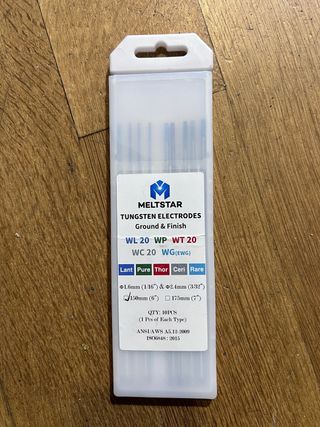 MELTSTAR
TUNGSTEN ELECTRODES
Ground & Finish
WL 20 WP WT 20
WC 20 WG(EWG)
Lant Pure Thor Ceri Rare
Φ1.6mm (1/16") & Φ2.4mm (3/32")
☑150mm (6") □175mm (7")
QTY: 10PCS
(1 Pcs of Each Type)
ANSI/AWS A5.12-2009
ISO6848 : 2015